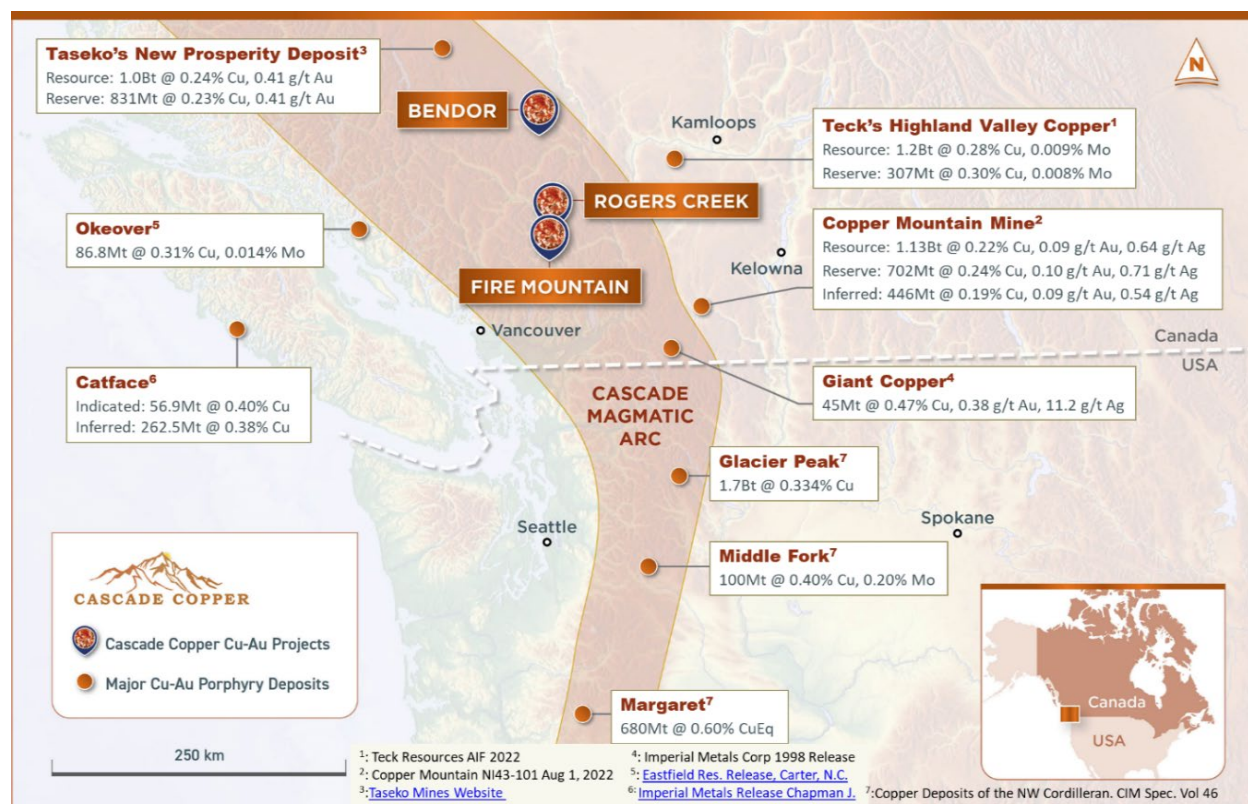 Taseko's New Prosperity Deposit³
Resource: 1.0Bt @ 0.24% Cu, 0.41 g/t Au
Reserve: 831Mt @ 0.23% Cu, 0.41 g/t Au
BENDOR
N
Kamloops
Teck's Highland Valley Copper¹
Resource: 1.2Bt @ 0.28% Cu, 0.009% Mo
Reserve: 307Mt @ 0.30% Cu, 0.008% Mo
ROGERS CREEK
Okeover⁵
86.8Mt @ 0.31% Cu, 0.014% Mo
Copper Mountain Mine²
Resource: 1.13Bt @ 0.22% Cu, 0.09 g/t Au, 0.64 g/t Ag
Reserve: 702Mt @ 0.24% Cu, 0.10 g/t Au, 0.71 g/t Ag
Inferred: 446Mt @ 0.19% Cu, 0.09 g/t Au, 0.54 g/t Ag
Kelowna
FIRE MOUNTAIN
Vancouver
Canada
USA
Catface⁶
Indicated: 56.9Mt @ 0.40% Cu
Inferred: 262.5Mt @ 0.38% Cu
Giant Copper⁴
45Mt @ 0.47% Cu, 0.38 g/t Au, 11.2 g/t Ag
CASCADE
MAGMATIC
ARC
Glacier Peak⁷
1.7Bt @ 0.334% Cu
Seattle
Spokane
Middle Fork⁷
100Mt @ 0.40% Cu, 0.20% Mo
CASCADE COPPER
Cascade Copper Cu-Au Projects
Major Cu-Au Porphyry Deposits
Margaret⁷
680Mt @ 0.60% CuEq
Canada
USA
250 km
¹: Teck Resources AIF 2022
²: Copper Mountain NI43-101 Aug 1, 2022
³:Taseko Mines Website
⁴: Imperial Metals Corp 1998 Release
⁵: Eastfield Res. Release, Carter, N.C.
⁶: Imperial Metals Release Chapman J.
⁷:Copper Deposits of the NW Cordilleran. CIM Spec. Vol 46